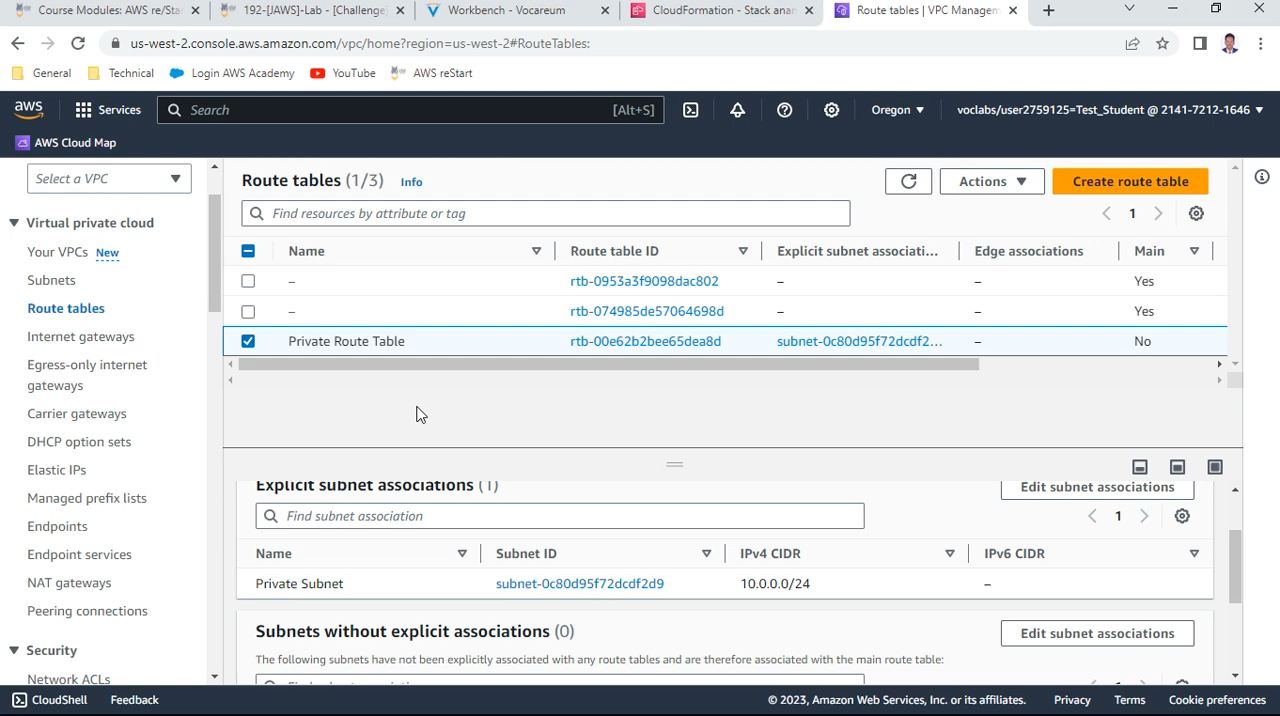 Course Modules: AWS re/Sta
192-[JAWS]-Lab - [Challenge
Workbench - Vocareum
CloudFormation - Stack anan
Route tables | VPC Managemen
us-west-2.console.aws.amazon.com/vpc/home?region=us-west-2#RouteTables:
General
Technical
Login AWS Academy
YouTube
AWS reStart
aws
Services
Search
[Alt+S]
Oregon
voclabs/user2759125=Test_Student @ 2141-7212-1646
AWS Cloud Map
Select a VPC
Virtual private cloud
Your VPCs New
Subnets
Route tables
Internet gateways
Egress-only internet
gateways
Carrier gateways
DHCP option sets
Elastic IPs
Managed prefix lists
Endpoints
Endpoint services
NAT gateways
Peering connections
Security
Network ACLs
Route tables (1/3) Info
Actions
Create route table
Find resources by attribute or tag
1
Name Route table ID Explicit subnet associati... Edge associations Main
– rtb-0953a3f9098dac802 – – Yes
– rtb-074985de57064698d – – Yes
Private Route Table rtb-00e62b2bee65dea8d subnet-0c80d95f72dcdf2... – No
Explicit subnet associations (1)
Edit subnet associations
Find subnet association
1
Name Subnet ID IPv4 CIDR IPv6 CIDR
Private Subnet subnet-0c80d95f72dcdf2d9 10.0.0.0/24 –
Subnets without explicit associations (0)
Edit subnet associations
The following subnets have not been explicitly associated with any route tables and are therefore associated with the main route table:
CloudShell
Feedback
© 2023, Amazon Web Services, Inc. or its affiliates.
Privacy
Terms
Cookie preferences